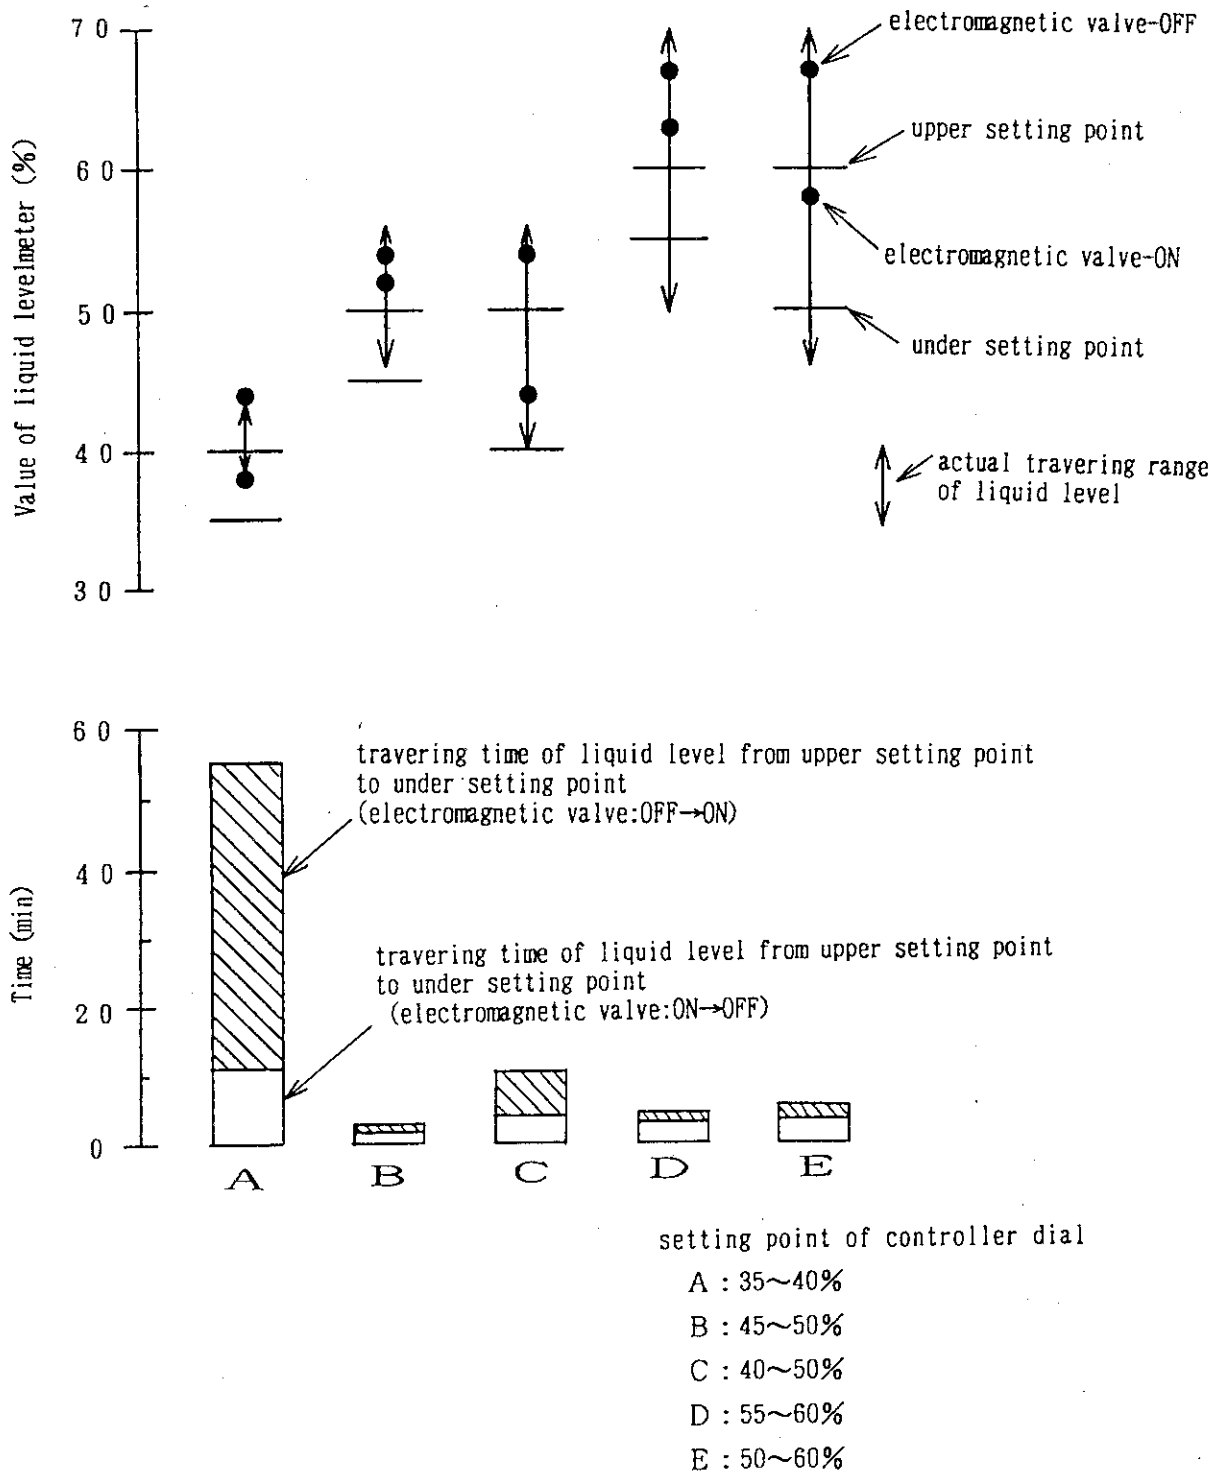 70
60
50
40
30
Value of liquid levelmeter (%)
electromagnetic valve-OFF
upper setting point
electromagnetic valve-ON
under setting point
actual travering range
of liquid level
60
40
20
0
Time (min)
travering time of liquid level from upper setting point
to under setting point
(electromagnetic valve:OFF→ON)
travering time of liquid level from upper setting point
to under setting point
(electromagnetic valve:ON→OFF)
A B C D E
setting point of controller dial
A : 35～40%
B : 45～50%
C : 40～50%
D : 55～60%
E : 50～60%